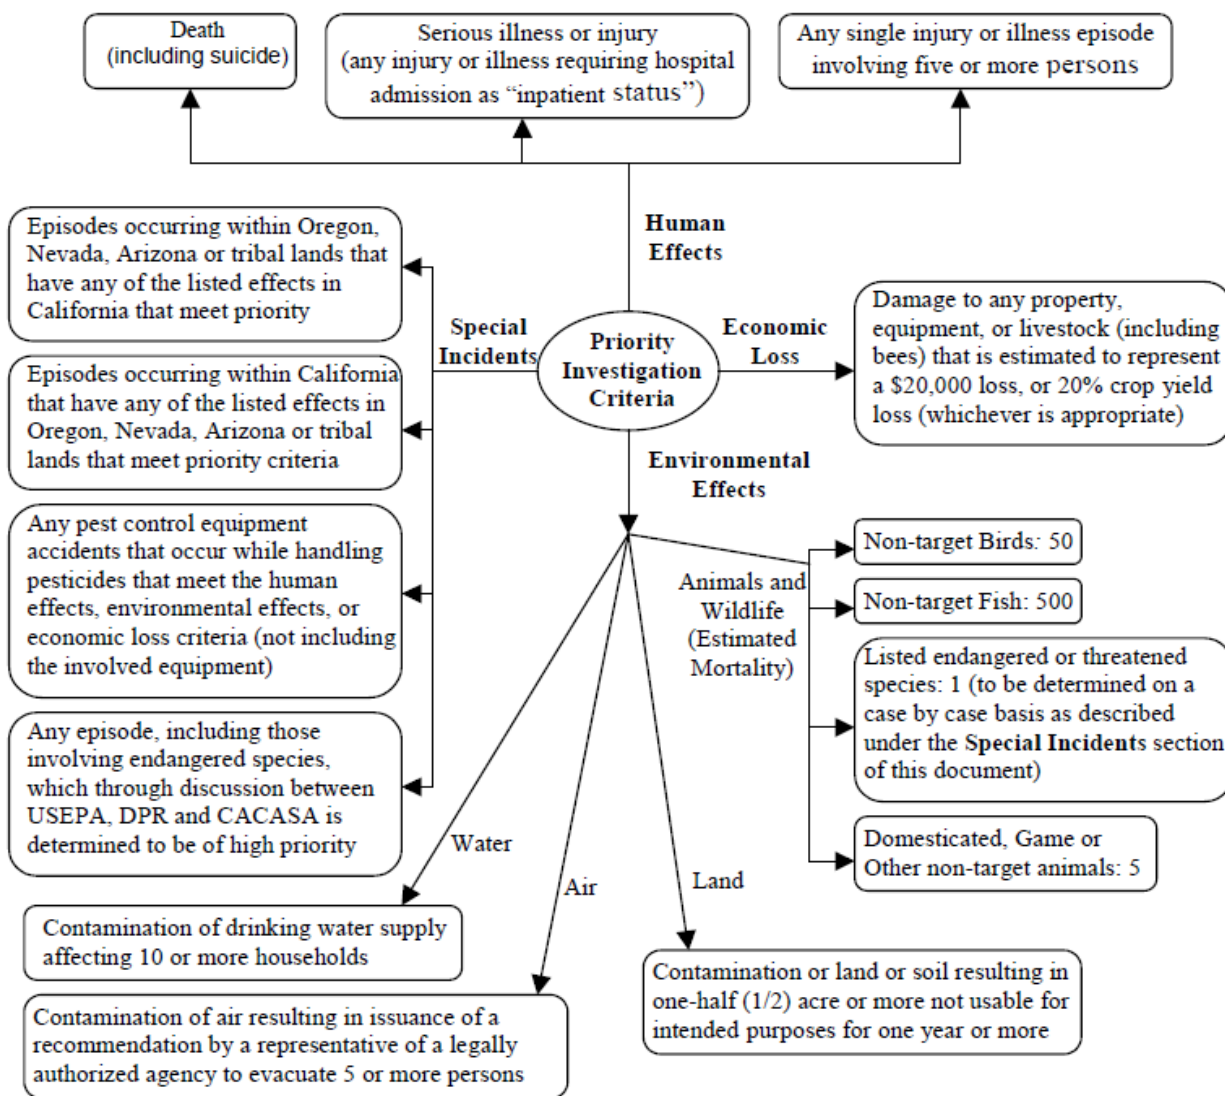 Death
(including suicide)
Serious illness or injury
(any injury or illness requiring hospital
admission as “inpatient status”)
Any single injury or illness episode
involving five or more persons
Human
Effects
Episodes occurring within Oregon,
Nevada, Arizona or tribal lands that
have any of the listed effects in
California that meet priority
Special
Incidents
Priority
Investigation
Criteria
Economic
Loss
Damage to any property,
equipment, or livestock (including
bees) that is estimated to represent
a $20,000 loss, or 20% crop yield
loss (whichever is appropriate)
Episodes occurring within California
that have any of the listed effects in
Oregon, Nevada, Arizona or tribal
lands that meet priority criteria
Environmental
Effects
Any pest control equipment
accidents that occur while handling
pesticides that meet the human
effects, environmental effects, or
economic loss criteria (not including
the involved equipment)
Animals and
Wildlife
(Estimated
Mortality)
Non-target Birds: 50
Non-target Fish: 500
Listed endangered or threatened
species: 1 (to be determined on a
case by case basis as described
under the Special Incidents section
of this document)
Domesticated, Game or
Other non-target animals: 5
Any episode, including those
involving endangered species,
which through discussion between
USEPA, DPR and CACASA is
determined to be of high priority
Water
Air
Land
Contamination of drinking water supply
affecting 10 or more households
Contamination of air resulting in issuance of a
recommendation by a representative of a legally
authorized agency to evacuate 5 or more persons
Contamination or land or soil resulting in
one-half (1/2) acre or more not usable for
intended purposes for one year or more